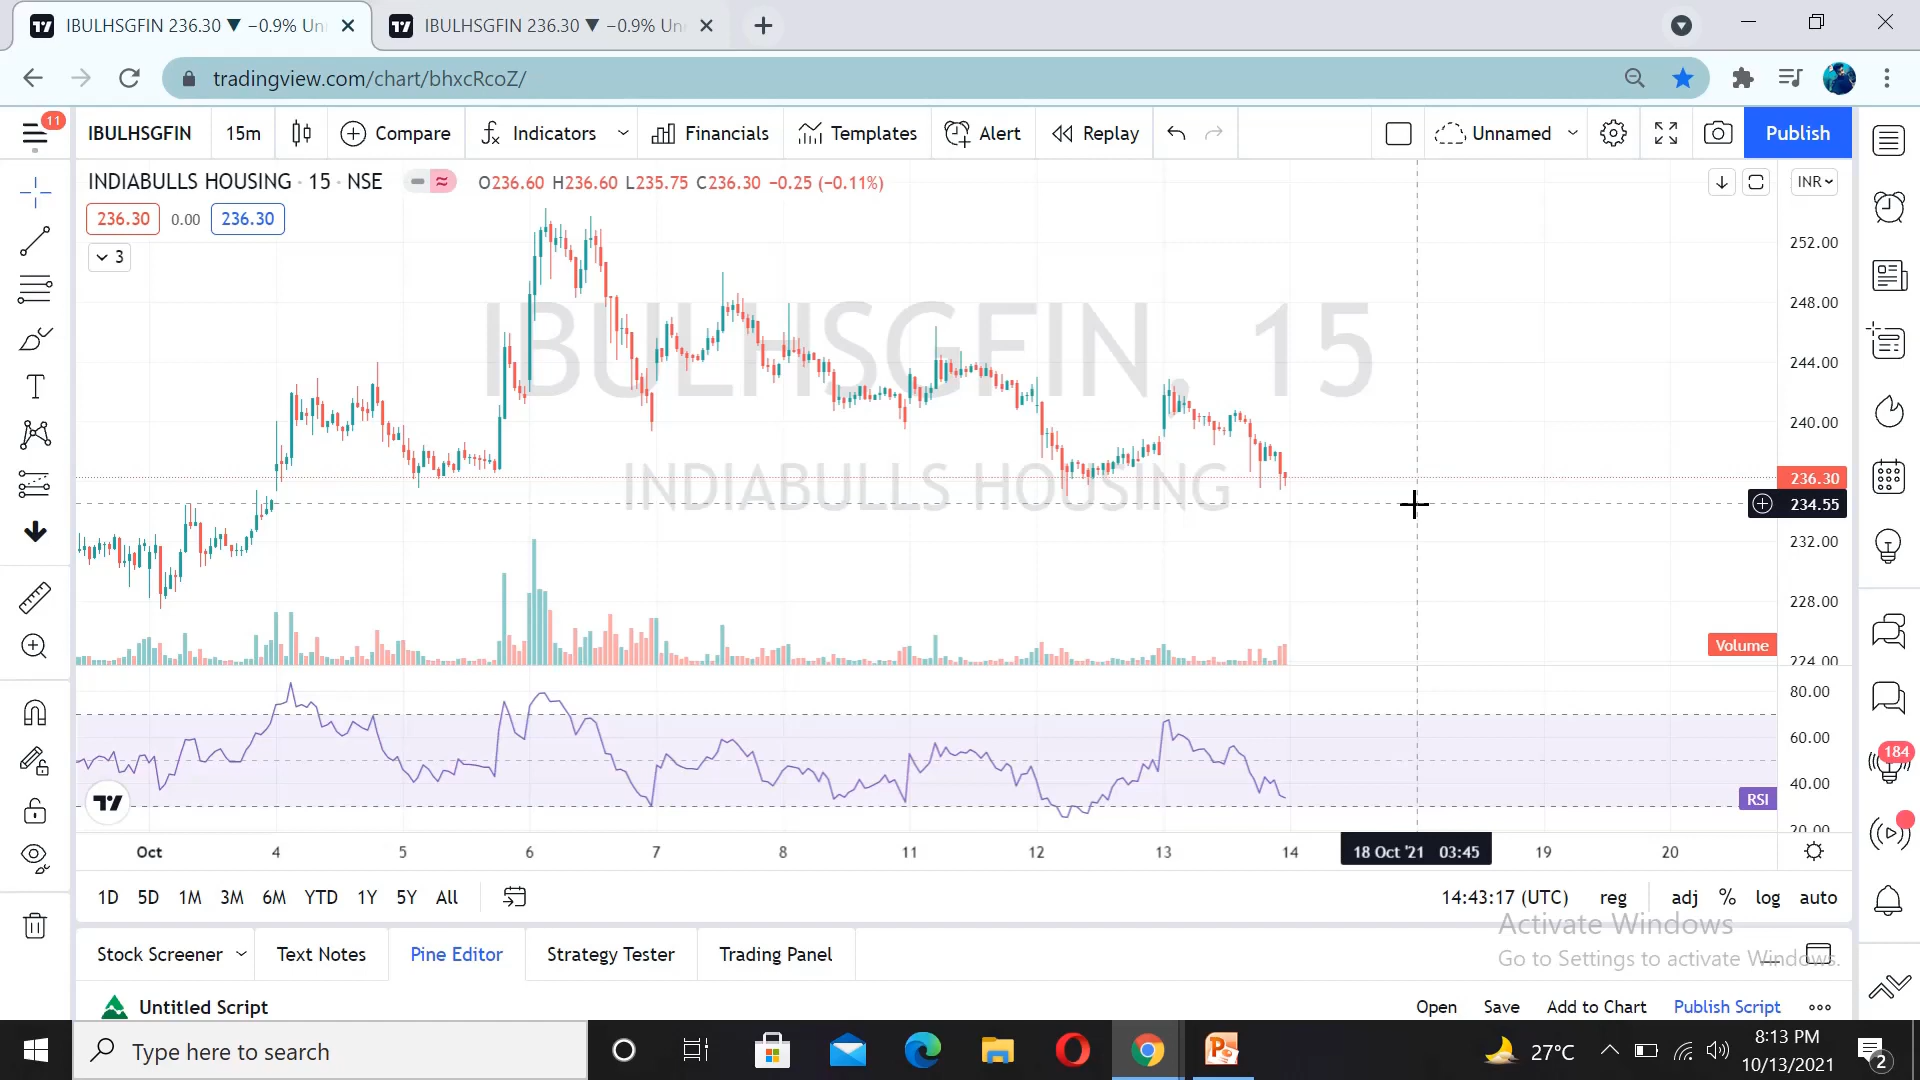 IBULHSGFIN 236.30 ▼ −0.9% Un
IBULHSGFIN 236.30 ▼ −0.9% U
tradingview.com/chart/bhxcRcoZ/
11
IBULHSGFIN
15m
Compare
Indicators
Financials
Templates
Alert
Replay
Unnamed
Publish
INDIABULLS HOUSING · 15 · NSE
O236.60 H236.60 L235.75 C236.30 −0.25 (−0.11%)
INR
236.30
0.00
236.30
3
IBULHSGFIN, 15
INDIABULLS HOUSING
252.00
248.00
244.00
240.00
236.30
234.55
232.00
228.00
Volume
224.00
80.00
60.00
40.00
RSI
20.00
184
Oct
4
5
6
7
8
11
12
13
14
18 Oct '21 03:45
19
20
1D 5D 1M 3M 6M YTD 1Y 5Y All
14:43:17 (UTC)
reg
adj % log auto
Activate Windows
Go to Settings to activate Windows.
Stock Screener
Text Notes
Pine Editor
Strategy Tester
Trading Panel
Untitled Script
Open
Save
Add to Chart
Publish Script
Type here to search
27°C
8:13 PM
10/13/2021
2